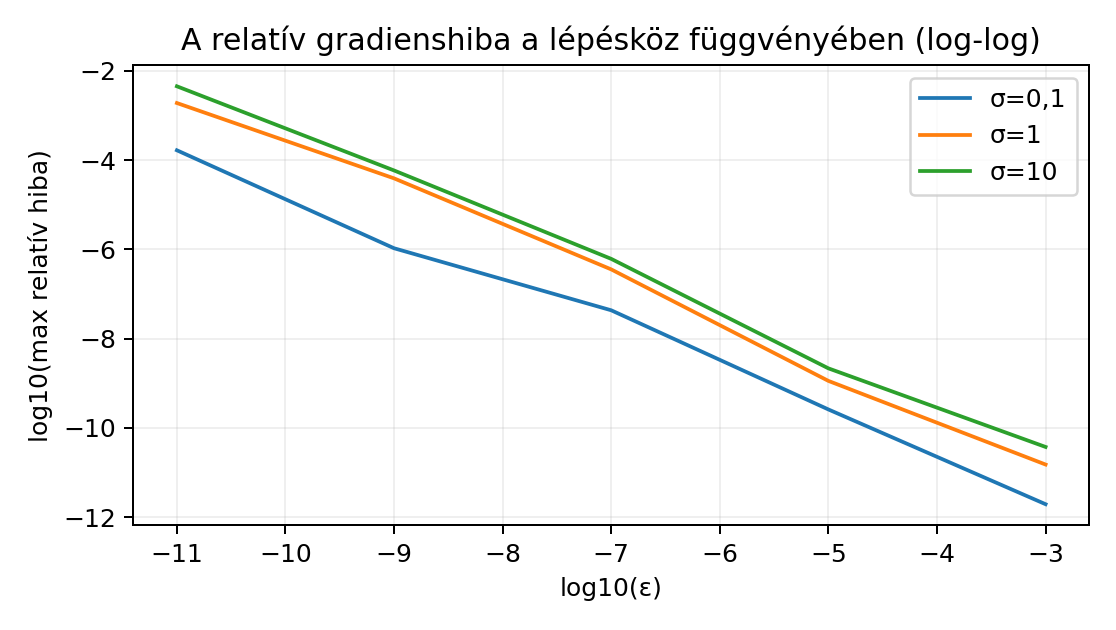 A relatív gradienshiba a lépésköz függvényében (log-log)
σ=0,1
σ=1
σ=10
log10(max relatív hiba)
−2
−4
−6
−8
−10
−12
−11 −10 −9 −8 −7 −6 −5 −4 −3
log10(ε)